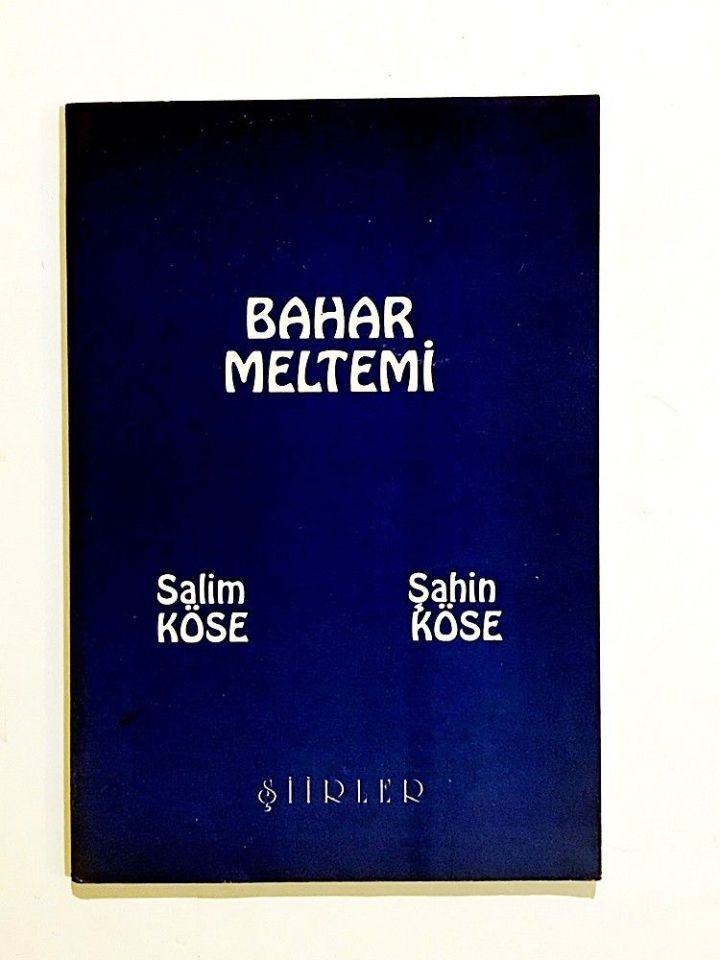 BAHAR
MELTEMİ
Salim
KÖSE
Şahin
KÖSE
ŞİİRLER